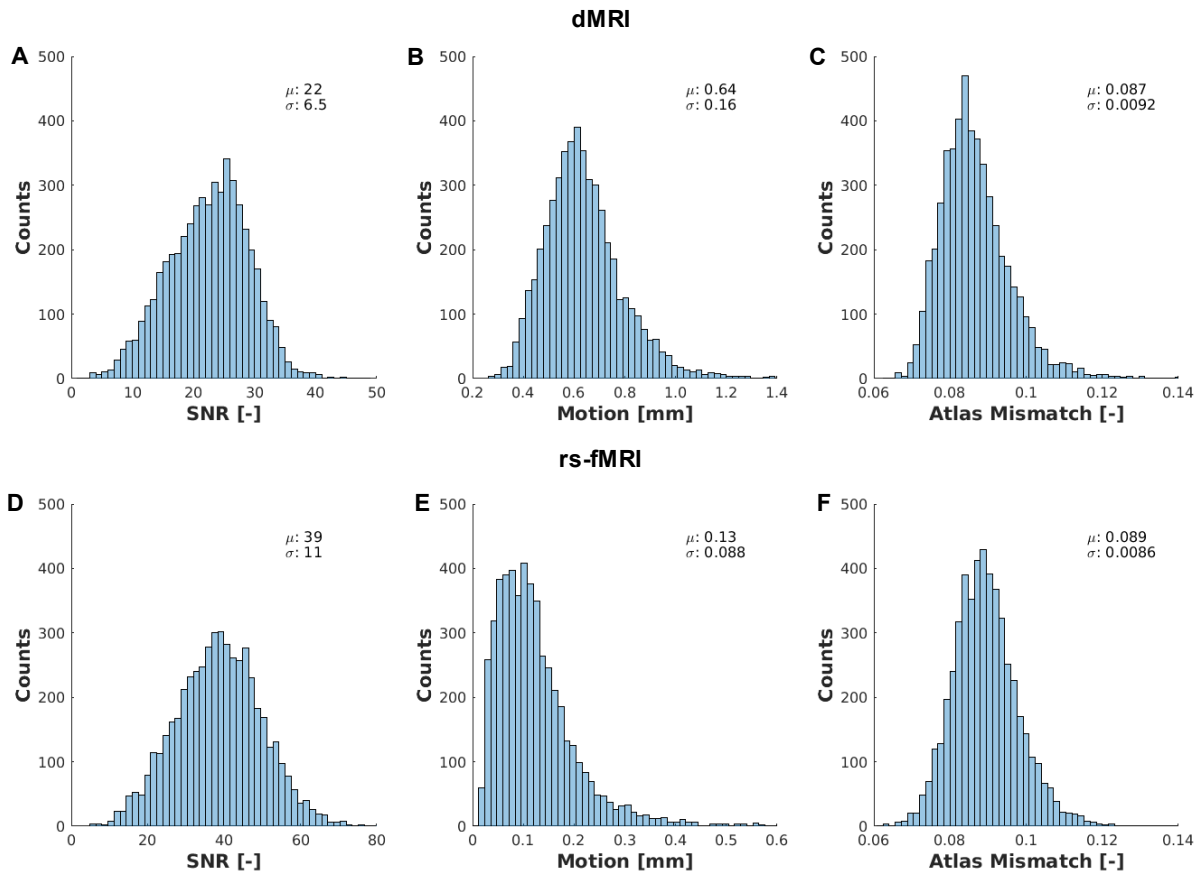 dMRI
A
500
400
300
200
100
0
Counts
μ: 22
σ: 6.5
0 10 20 30 40 50
SNR [-]
B
500
400
300
200
100
0
Counts
μ: 0.64
σ: 0.16
0.2 0.4 0.6 0.8 1.0 1.2 1.4
Motion [mm]
C
500
400
300
200
100
0
Counts
μ: 0.087
σ: 0.0092
0.06 0.08 0.1 0.12 0.14
Atlas Mismatch [-]
rs-fMRI
D
500
400
300
200
100
0
Counts
μ: 39
σ: 11
0 20 40 60 80
SNR [-]
E
500
400
300
200
100
0
Counts
μ: 0.13
σ: 0.088
0 0.1 0.2 0.3 0.4 0.5 0.6
Motion [mm]
F
500
400
300
200
100
0
Counts
μ: 0.089
σ: 0.0086
0.06 0.08 0.1 0.12 0.14
Atlas Mismatch [-]